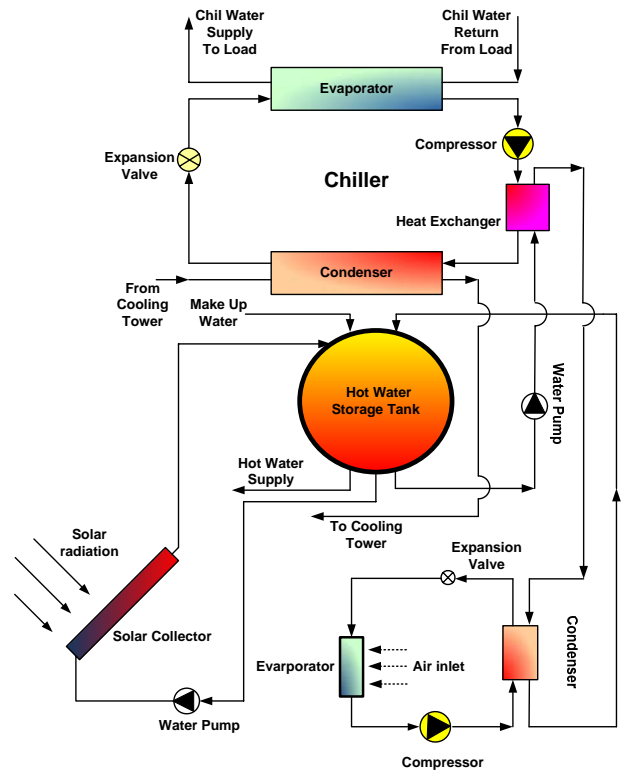 Chil Water
Supply
To Load
Chil Water
Return
From Load
Evaporator
Compressor
Expansion
Valve
Chiller
Heat Exchanger
Condenser
From
Cooling
Tower
Make Up
Water
Hot Water
Storage Tank
Water Pump
Hot Water
Supply
To Cooling
Tower
Solar
radiation
Expansion
Valve
Solar Collector
Evarporator
Air inlet
Condenser
Water Pump
Compressor